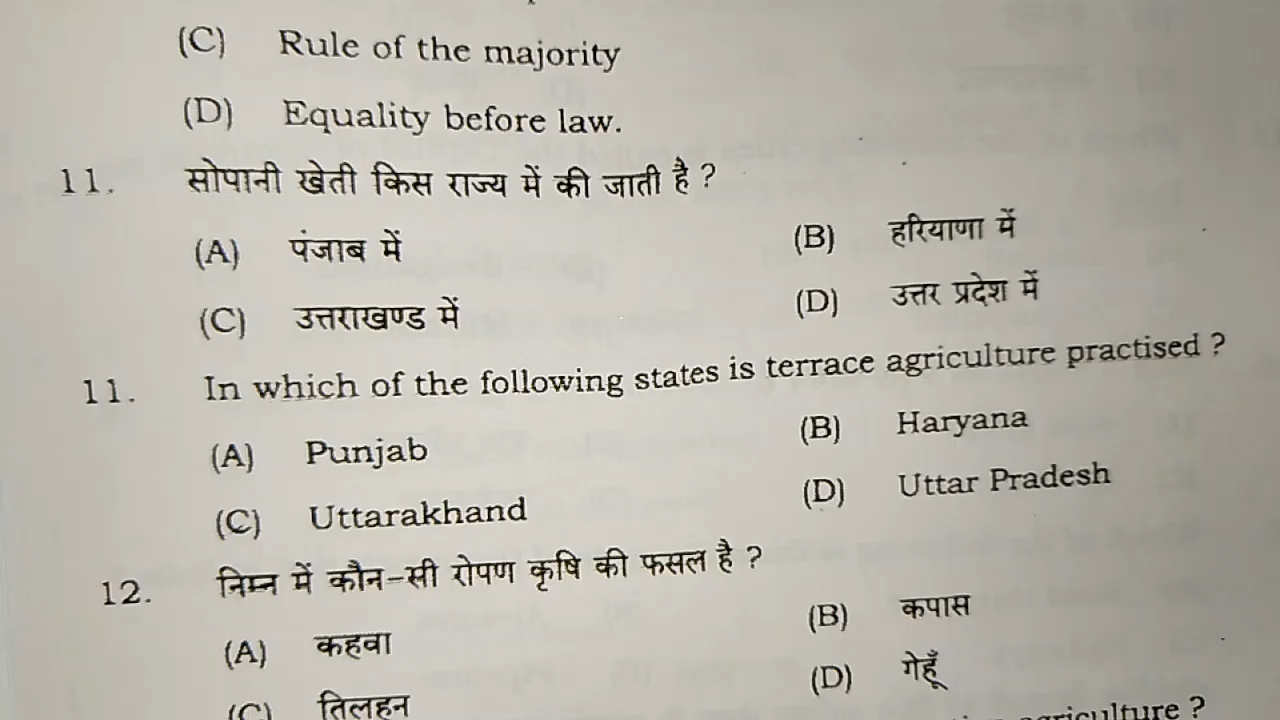 (C) Rule of the majority
(D) Equality before law.
11. सोपानी खेती किस राज्य में की जाती है ?
(A) पंजाब में (B) हरियाणा में
(C) उत्तराखण्ड में (D) उत्तर प्रदेश में
11. In which of the following states is terrace agriculture practised ?
(A) Punjab (B) Haryana
(C) Uttarakhand (D) Uttar Pradesh
12. निम्न में कौन-सी रोपण कृषि की फसल है ?
(A) कहवा (B) कपास
(C) तिलहन (D) गेहूँ
agriculture ?